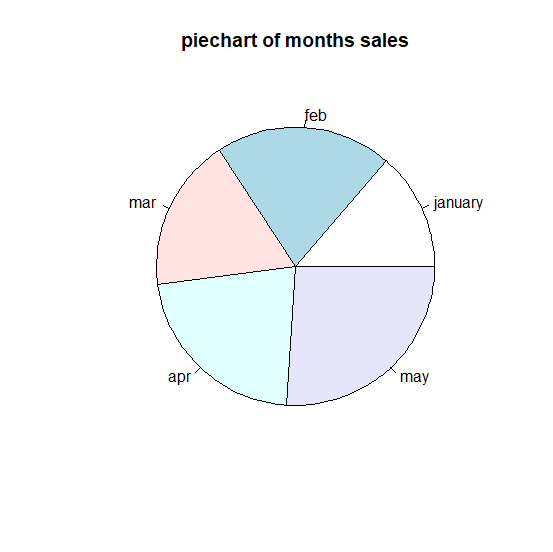 piechart of months sales
feb
mar
january
apr
may